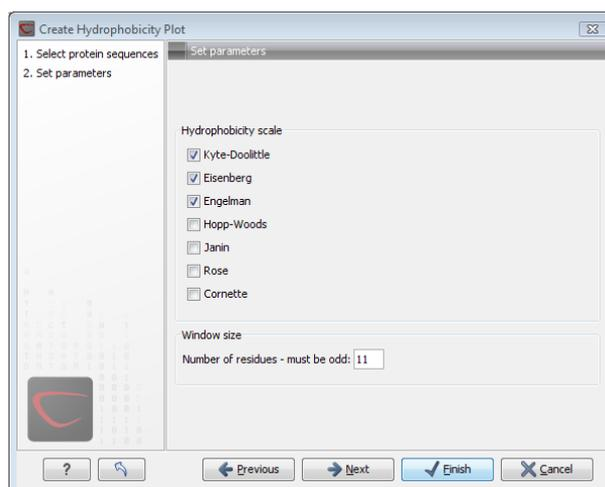 Create Hydrophobicity Plot
1. Select protein sequences
2. Set parameters
Set parameters
Hydrophobicity scale
Kyte-Doolittle
Eisenberg
Engelman
Hopp-Woods
Janin
Rose
Cornette
Window size
Number of residues - must be odd: 11
? Previous Next Finish Cancel